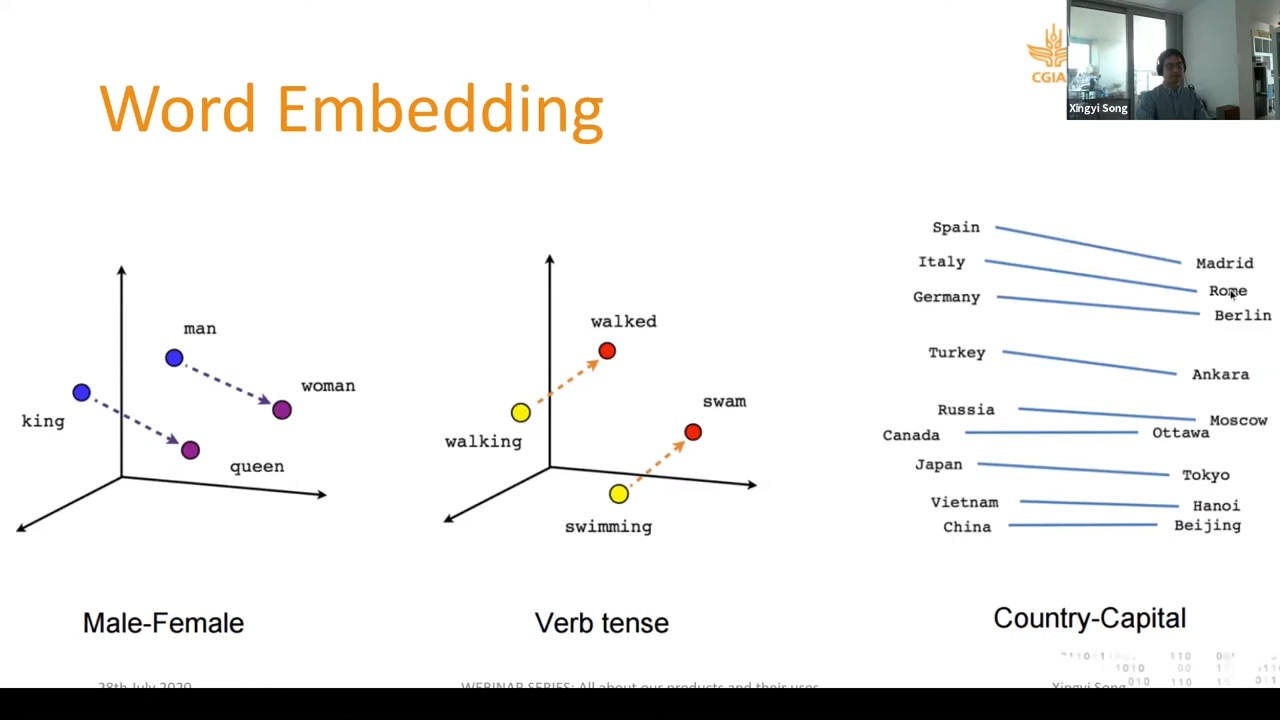 Word Embedding
CGIA
Xingyi Song
man
woman
king
queen
Male-Female
walked
swam
walking
swimming
Verb tense
Spain Madrid
Italy Rome
Germany Berlin
Turkey Ankara
Russia Moscow
Canada Ottawa
Japan Tokyo
Vietnam Hanoi
China Beijing
Country-Capital
28th July 2020
WEBINAR SERIES: All about our products and their uses
Xingyi Song